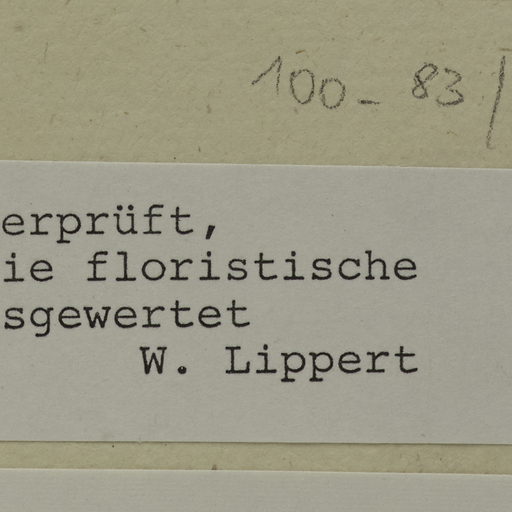 100 - 83 /
erprüft,
ie floristische
sgewertet
W. Lippert